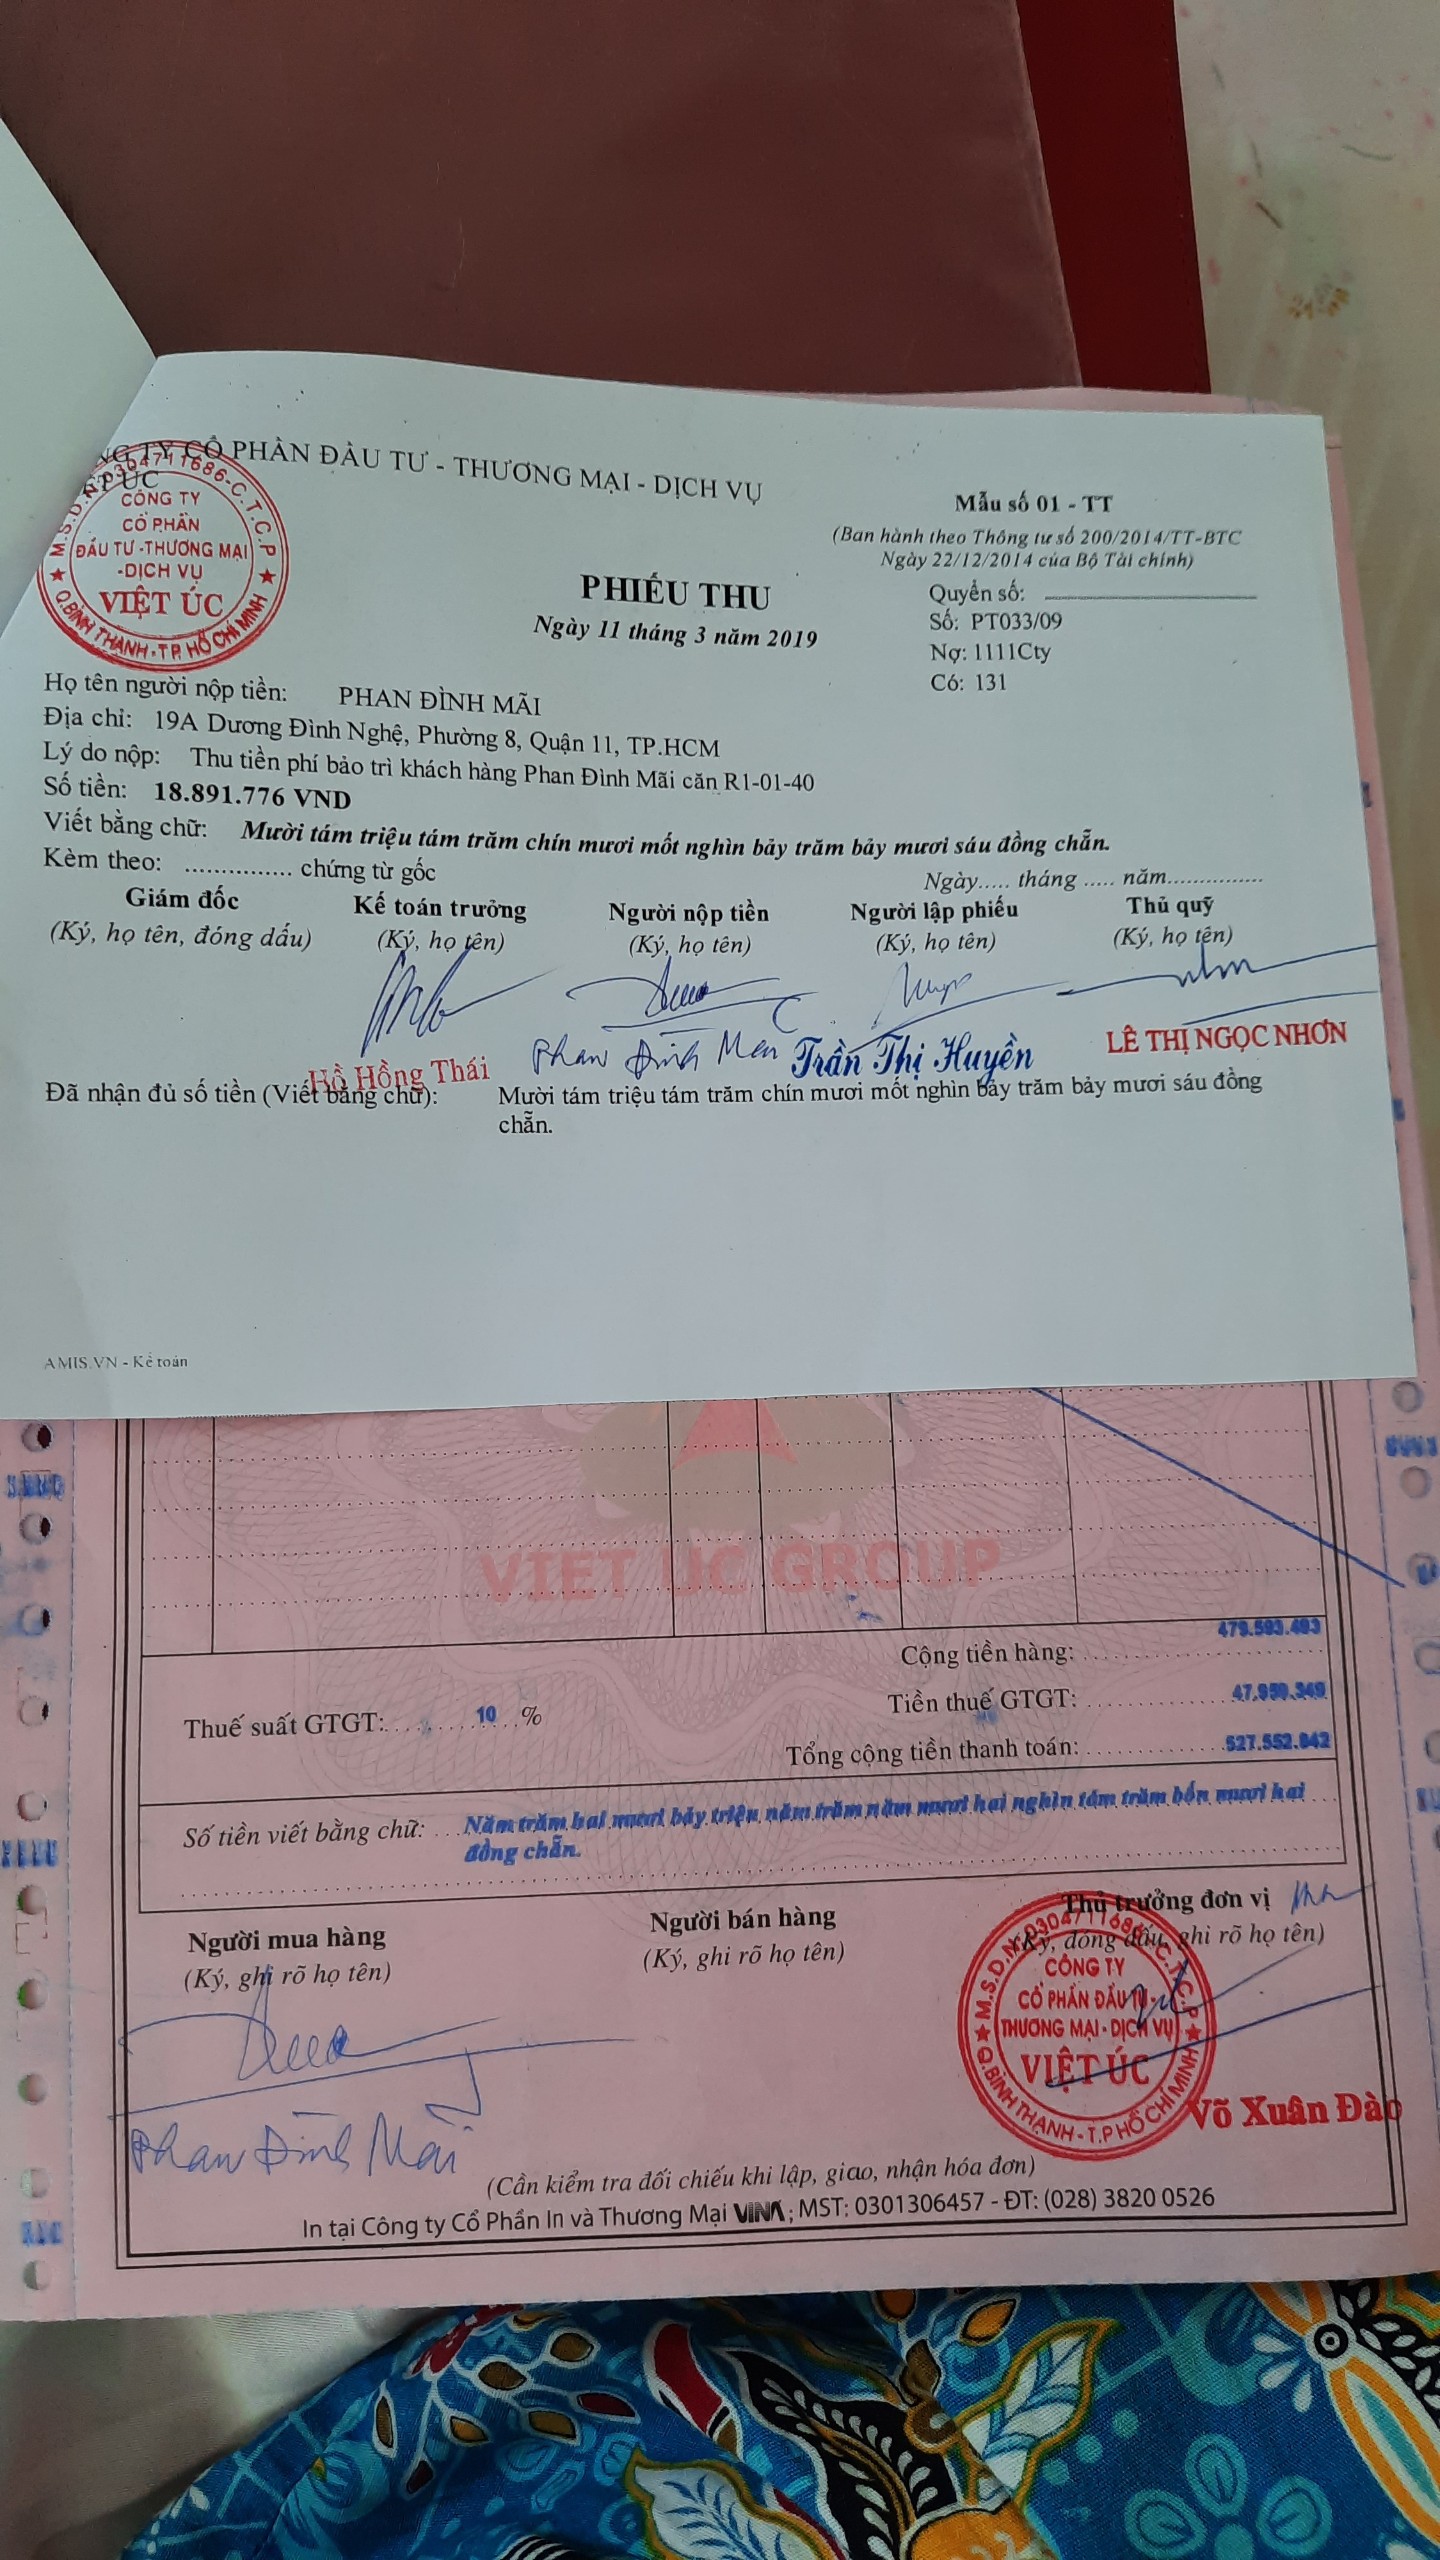 CÔNG TY CỔ PHẦN ĐẦU TƯ - THƯƠNG MẠI - DỊCH VỤ
VIỆT ÚC
M.S.D.N: 0304711686-C.T.C.P
CÔNG TY
CỔ PHẦN
ĐẦU TƯ -THƯƠNG MẠI
-DỊCH VỤ
VIỆT ÚC
Q.BÌNH THẠNH-T.P. HỒ CHÍ MINH
Mẫu số 01 - TT
(Ban hành theo Thông tư số 200/2014/TT-BTC
Ngày 22/12/2014 của Bộ Tài chính)
PHIẾU THU
Ngày 11 tháng 3 năm 2019
Quyển số:
Số: PT033/09
Nợ: 1111Cty
Có: 131
Họ tên người nộp tiền: PHAN ĐÌNH MÃI
Địa chỉ: 19A Dương Đình Nghệ, Phường 8, Quận 11, TP.HCM
Lý do nộp: Thu tiền phí bảo trì khách hàng Phan Đình Mãi căn R1-01-40
Số tiền: 18.891.776 VND
Viết bằng chữ: Mười tám triệu tám trăm chín mươi mốt nghìn bảy trăm bảy mươi sáu đồng chẵn.
Kèm theo: ............... chứng từ gốc
Ngày..... tháng ..... năm...............
Giám đốc Kế toán trưởng Người nộp tiền Người lập phiếu Thủ quỹ
(Ký, họ tên, đóng dấu) (Ký, họ tên) (Ký, họ tên) (Ký, họ tên) (Ký, họ tên)
Hồ Hồng Thái Phan Đình Mãi Trần Thị Huyền LÊ THỊ NGỌC NHƠN
Đã nhận đủ số tiền (Viết bằng chữ): Mười tám triệu tám trăm chín mươi mốt nghìn bảy trăm bảy mươi sáu đồng
chẵn.
AMIS.VN - Kế toán
VIET UC GROUP
Cộng tiền hàng: 479.593.493
Thuế suất GTGT: 10 % Tiền thuế GTGT: 47.959.349
Tổng cộng tiền thanh toán: 527.552.842
Số tiền viết bằng chữ: Năm trăm hai mươi bảy triệu năm trăm năm mươi hai nghìn tám trăm bốn mươi hai
đồng chẵn.
Người mua hàng Người bán hàng Thủ trưởng đơn vị
(Ký, ghi rõ họ tên) (Ký, ghi rõ họ tên) (Ký, đóng dấu, ghi rõ họ tên)
M.S.D.N: 0304711686-C.T.C.P
CÔNG TY
CỔ PHẦN ĐẦU TƯ-
THƯƠNG MẠI-DỊCH VỤ
VIỆT ÚC
Q.BÌNH THẠNH-T.P HỒ CHÍ MINH
Võ Xuân Đào
Phan Đình Mãi
(Cần kiểm tra đối chiếu khi lập, giao, nhận hóa đơn)
In tại Công ty Cổ Phần In và Thương Mại VINA; MST: 0301306457 - ĐT: (028) 3820 0526